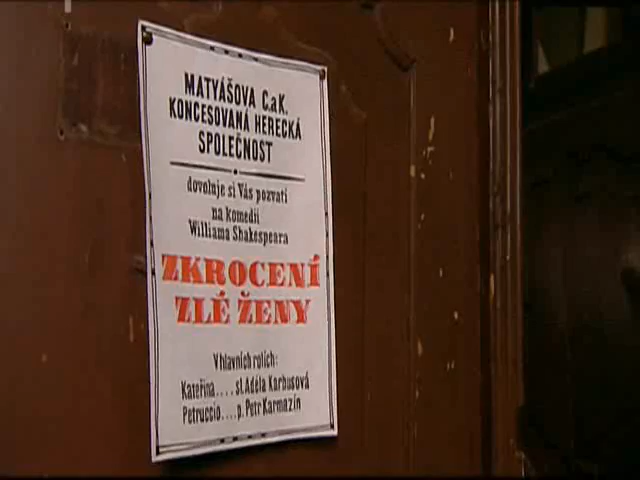 MATYÁŠOVA C.aK.
KONCESOVANÁ HERECKÁ
SPOLEČNOST
dovoluje si Vás pozvati
na komedii
Williama Shakespeara
ZKROCENÍ
ZLÉ ŽENY
V hlavních rolích:
Kateřina.... sl. Adéla Karbusová
Petruccio.... p. Petr Karmazín